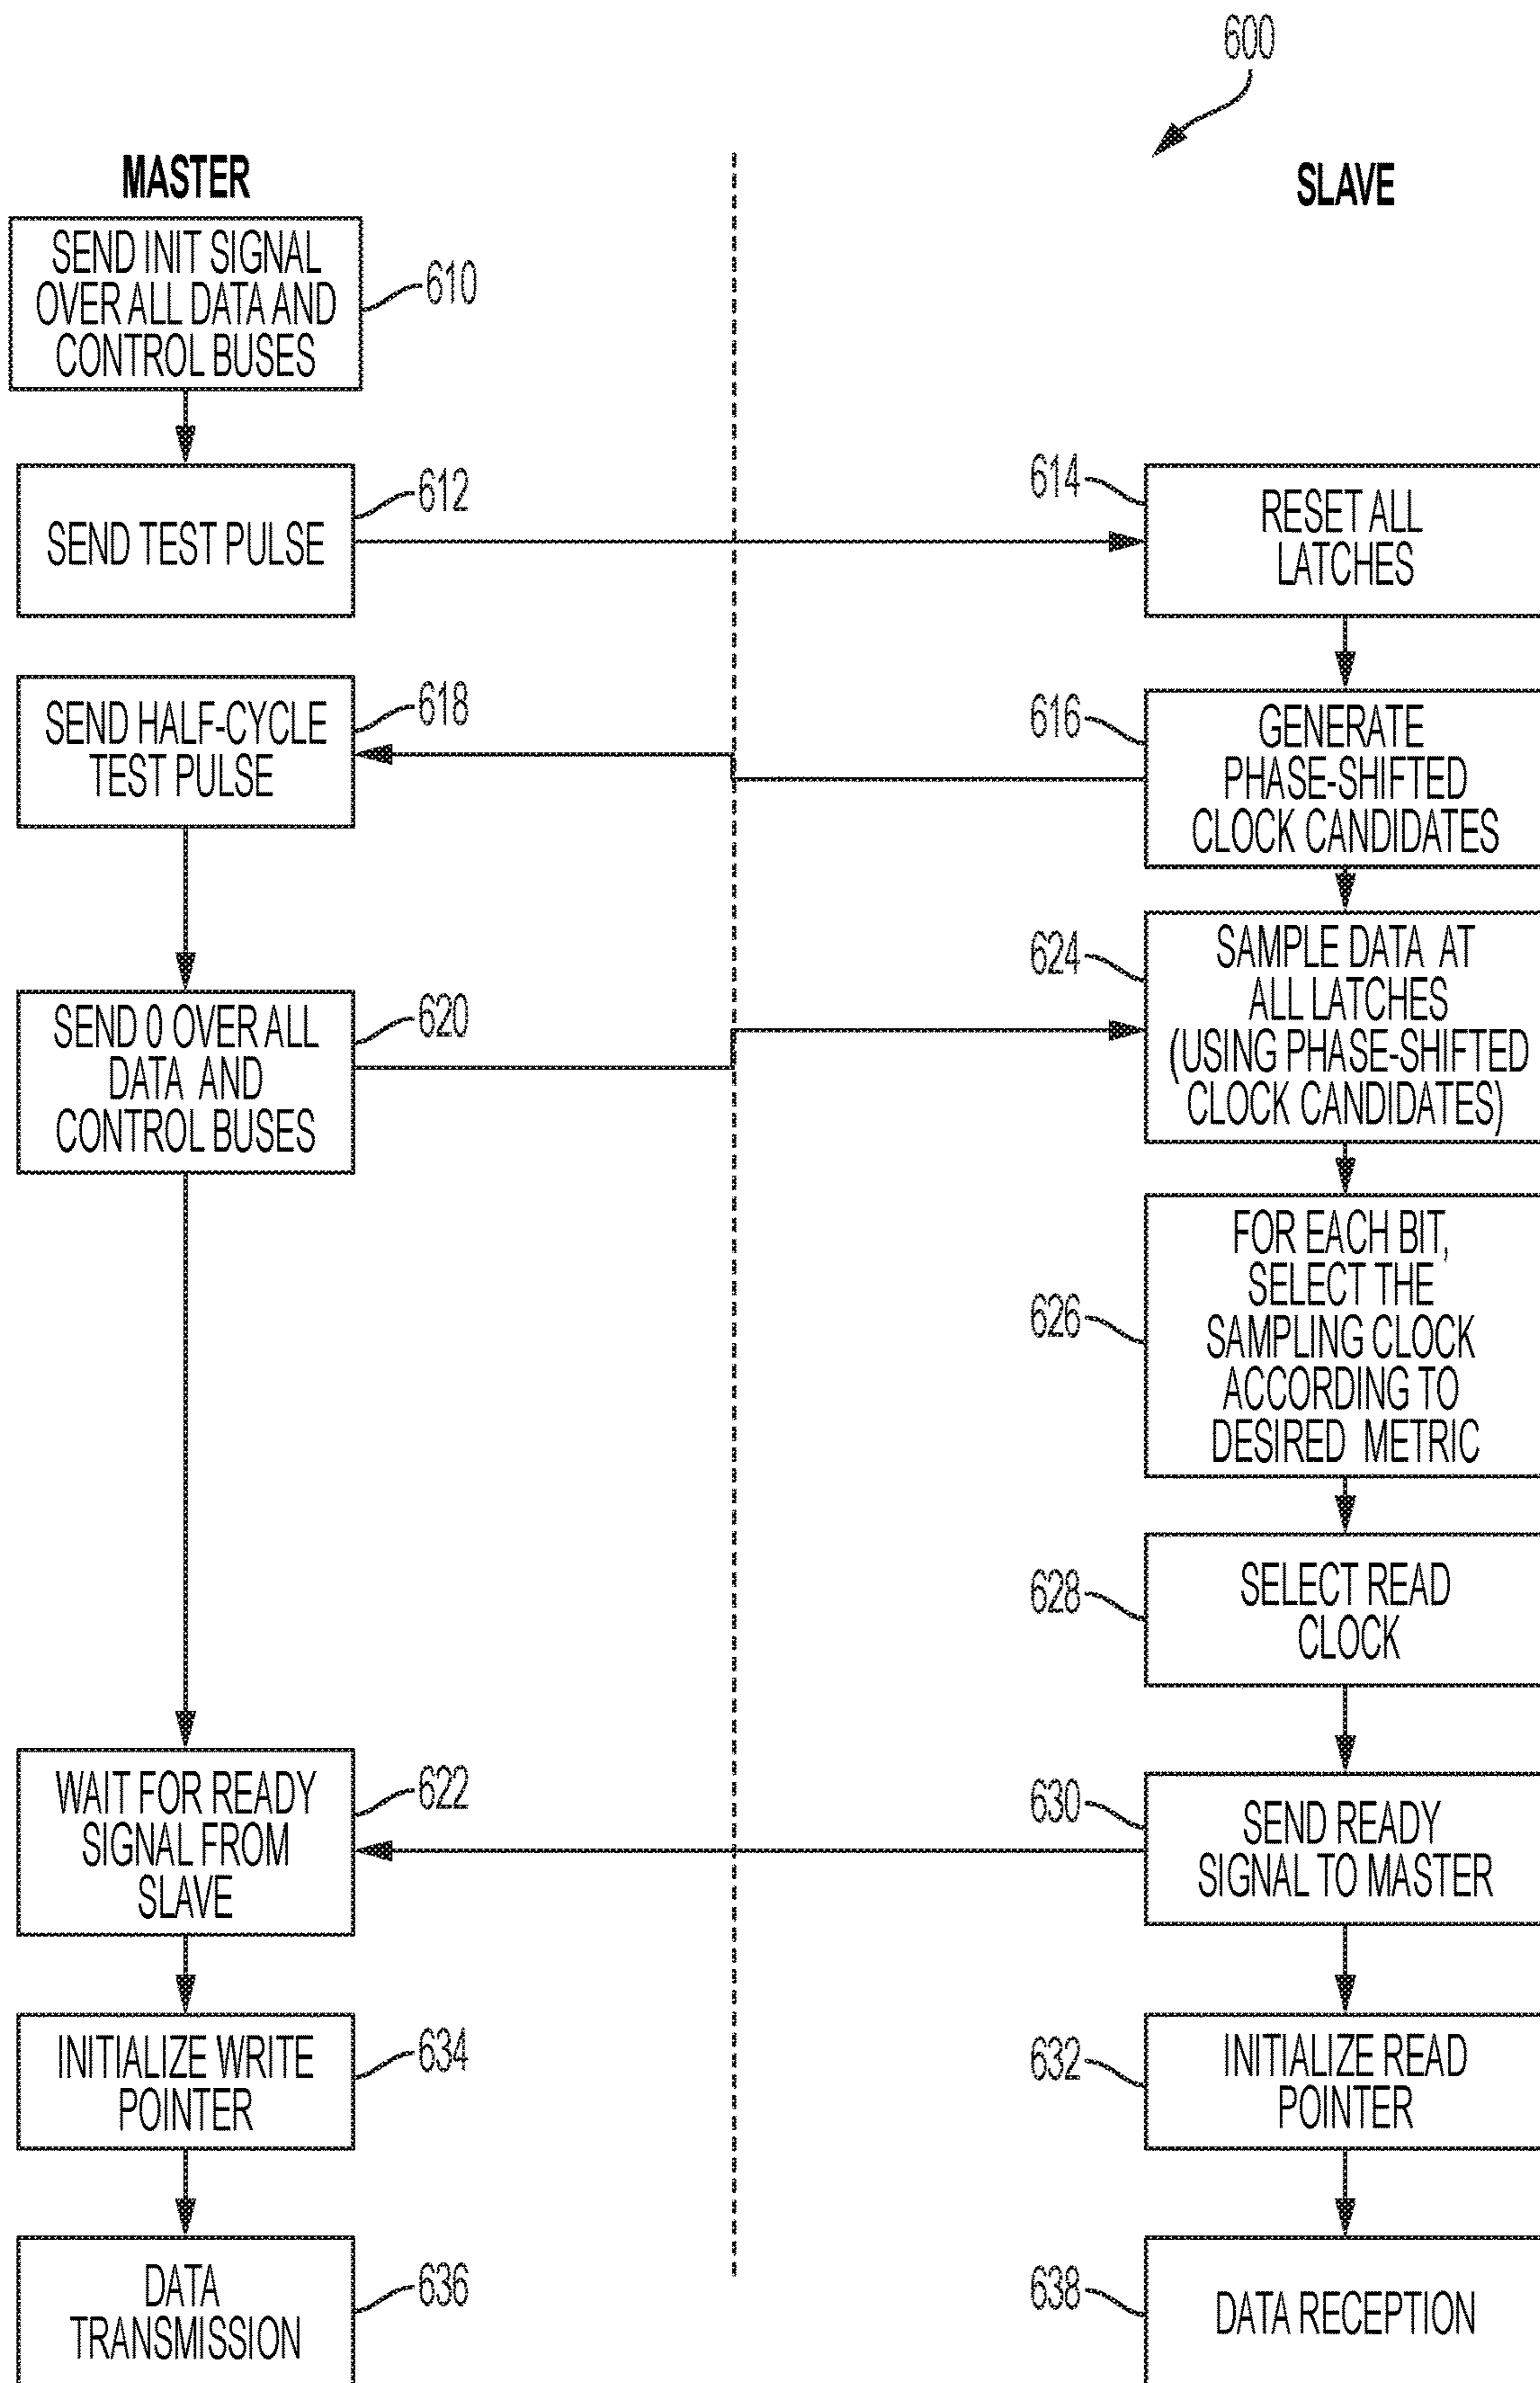 600
MASTER
SLAVE
SEND INIT SIGNAL
OVER ALL DATA AND
CONTROL BUSES
610
SEND TEST PULSE
612
614
RESET ALL
LATCHES
SEND HALF-CYCLE
TEST PULSE
618
616
GENERATE
PHASE-SHIFTED
CLOCK CANDIDATES
SEND 0 OVER ALL
DATA AND
CONTROL BUSES
620
624
SAMPLE DATA AT
ALL LATCHES
(USING PHASE-SHIFTED
CLOCK CANDIDATES)
626
FOR EACH BIT,
SELECT THE
SAMPLING CLOCK
ACCORDING TO
DESIRED METRIC
628
SELECT READ
CLOCK
WAIT FOR READY
SIGNAL FROM
SLAVE
622
630
SEND READY
SIGNAL TO MASTER
INITIALIZE WRITE
POINTER
634
632
INITIALIZE READ
POINTER
DATA
TRANSMISSION
636
638
DATA RECEPTION